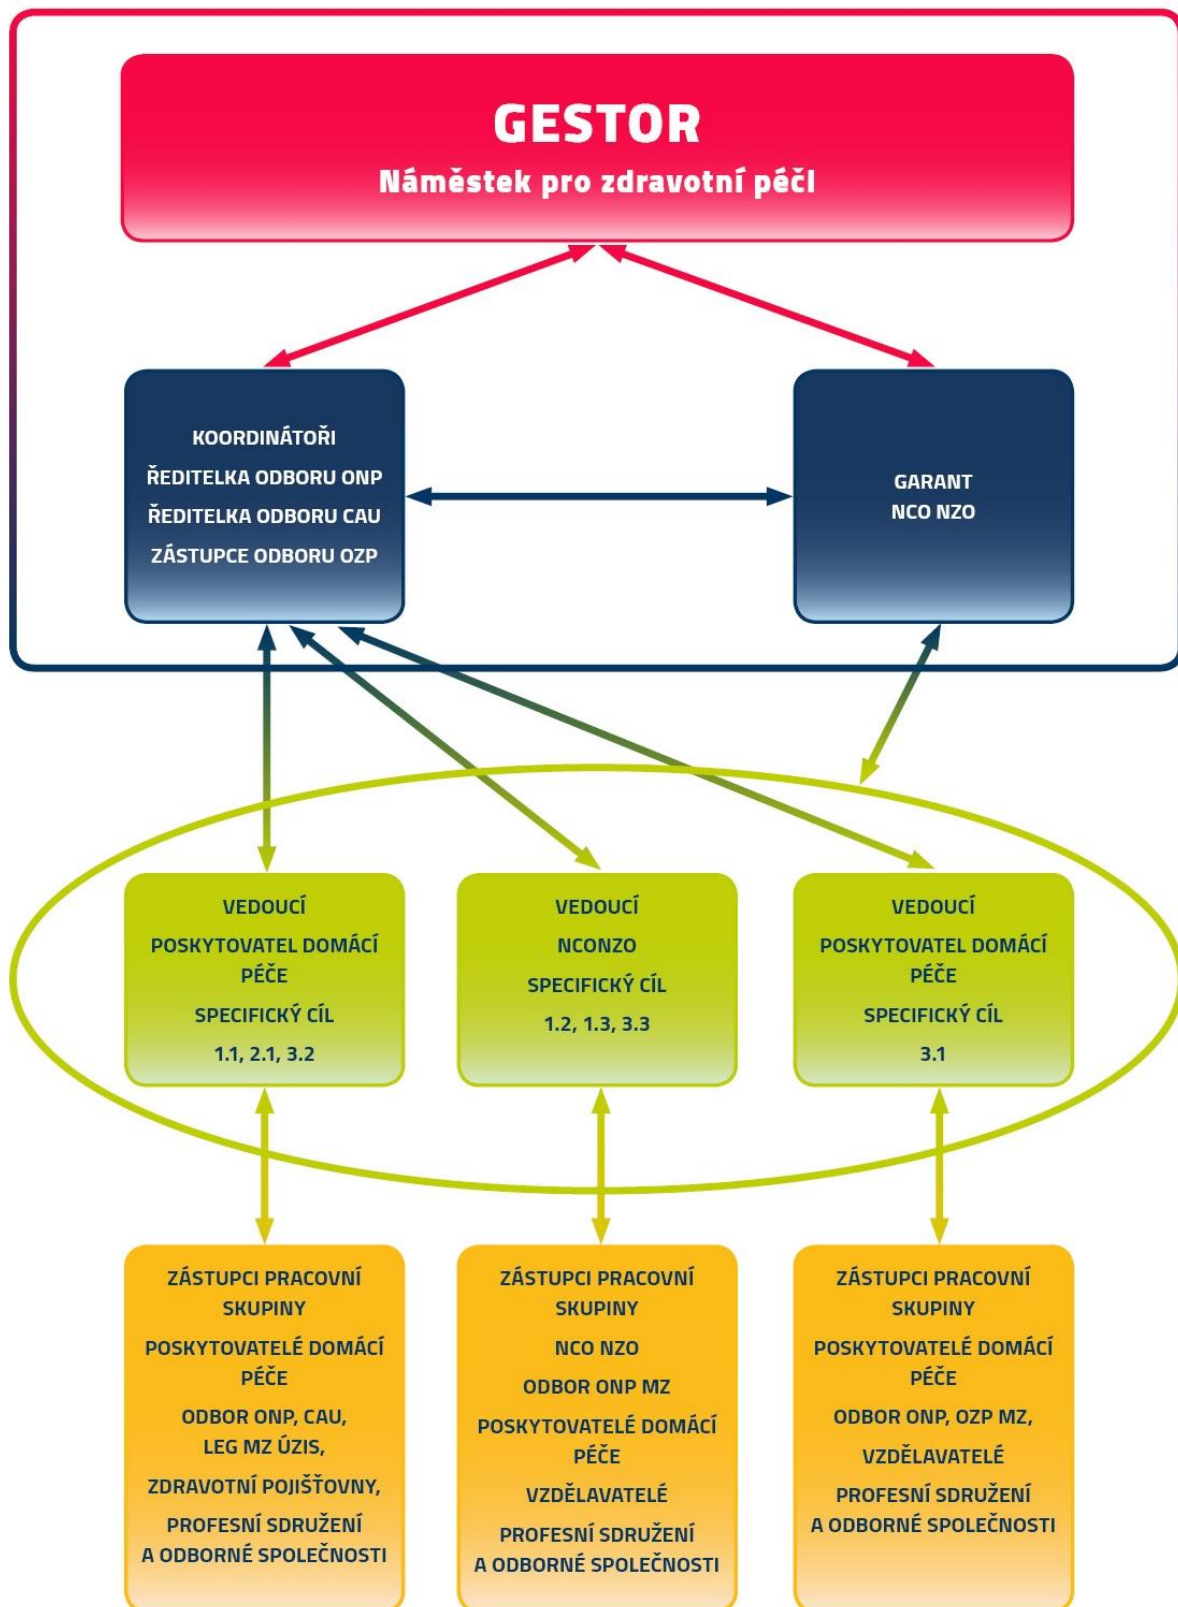 GESTOR
Náměstek pro zdravotní péčI
KOORDINÁTOŘI
ŘEDITELKA ODBORU ONP
ŘEDITELKA ODBORU CAU
ZÁSTUPCE ODBORU OZP
GARANT
NCO NZO
VEDOUCÍ
POSKYTOVATEL DOMÁCÍ
PÉČE
SPECIFICKÝ CÍL
1.1, 2.1, 3.2
VEDOUCÍ
NCONZO
SPECIFICKÝ CÍL
1.2, 1.3, 3.3
VEDOUCÍ
POSKYTOVATEL DOMÁCÍ
PÉČE
SPECIFICKÝ CÍL
3.1
ZÁSTUPCI PRACOVNÍ
SKUPINY
POSKYTOVATELÉ DOMÁCÍ
PÉČE
ODBOR ONP, CAU,
LEG MZ ÚZIS,
ZDRAVOTNÍ POJIŠŤOVNY,
PROFESNÍ SDRUŽENÍ
A ODBORNÉ SPOLEČNOSTI
ZÁSTUPCI PRACOVNÍ
SKUPINY
NCO NZO
ODBOR ONP MZ
POSKYTOVATELÉ DOMÁCÍ
PÉČE
VZDĚLAVATELÉ
PROFESNÍ SDRUŽENÍ
A ODBORNÉ SPOLEČNOSTI
ZÁSTUPCI PRACOVNÍ
SKUPINY
POSKYTOVATELÉ DOMÁCÍ
PÉČE
ODBOR ONP, OZP MZ,
VZDĚLAVATELÉ
PROFESNÍ SDRUŽENÍ
A ODBORNÉ SPOLEČNOSTI